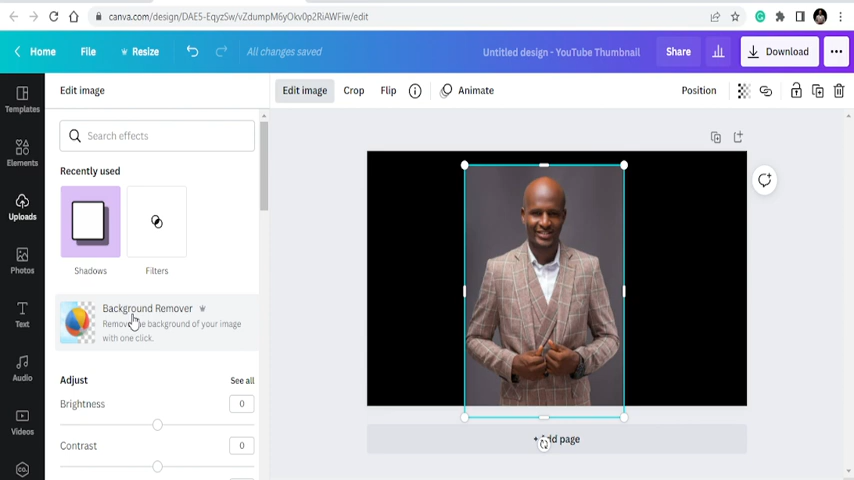 canva.com/design/DAE5-EqyzSw/vZdumpM6yOkv0p2RiAWFiw/edit
Home
File
Resize
All changes saved
Untitled design - YouTube Thumbnail
Share
Download
Edit image
Edit image
Crop
Flip
Animate
Position
Templates
Elements
Uploads
Photos
Text
Audio
Videos
Search effects
Recently used
Shadows
Filters
Background Remover
Remove the background of your image
with one click.
Adjust
See all
Brightness
0
Contrast
0
+ Add page
CO.